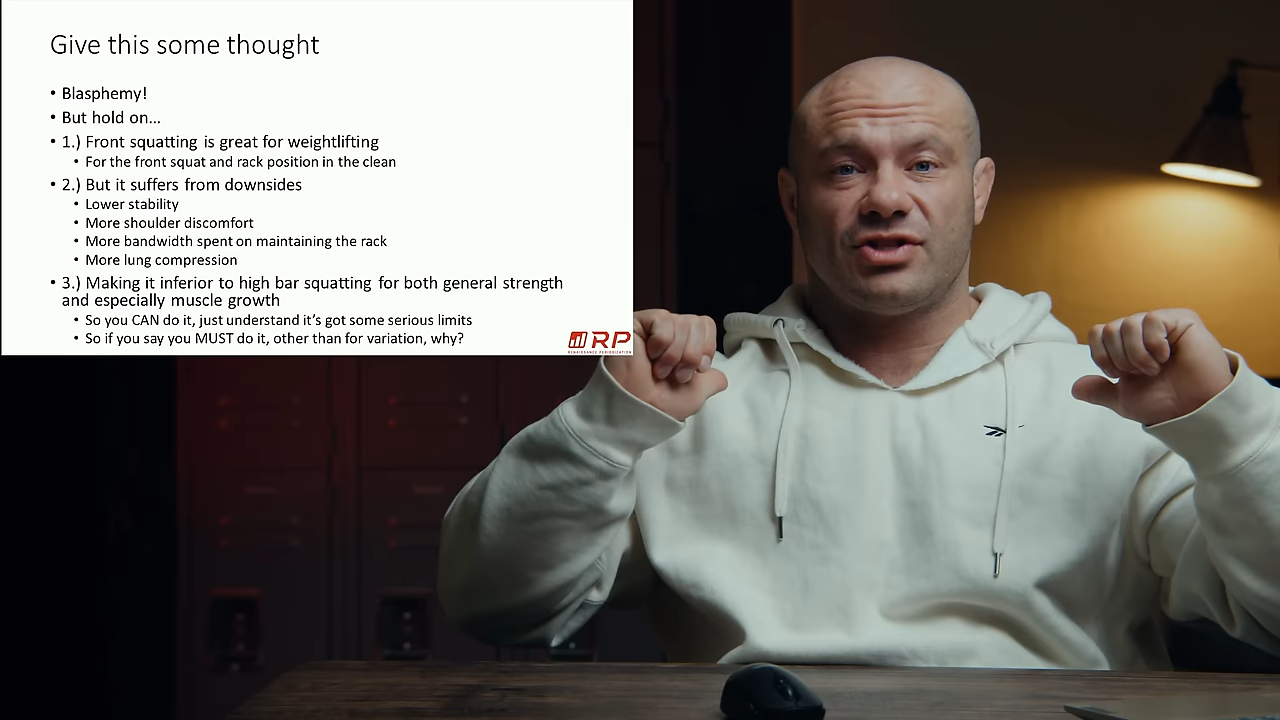 Give this some thought
• Blasphemy!
• But hold on…
• 1.) Front squatting is great for weightlifting
• For the front squat and rack position in the clean
• 2.) But it suffers from downsides
• Lower stability
• More shoulder discomfort
• More bandwidth spent on maintaining the rack
• More lung compression
• 3.) Making it inferior to high bar squatting for both general strength
and especially muscle growth
• So you CAN do it, just understand it's got some serious limits
• So if you say you MUST do it, other than for variation, why?
RP
RENAISSANCE PERIODIZATION